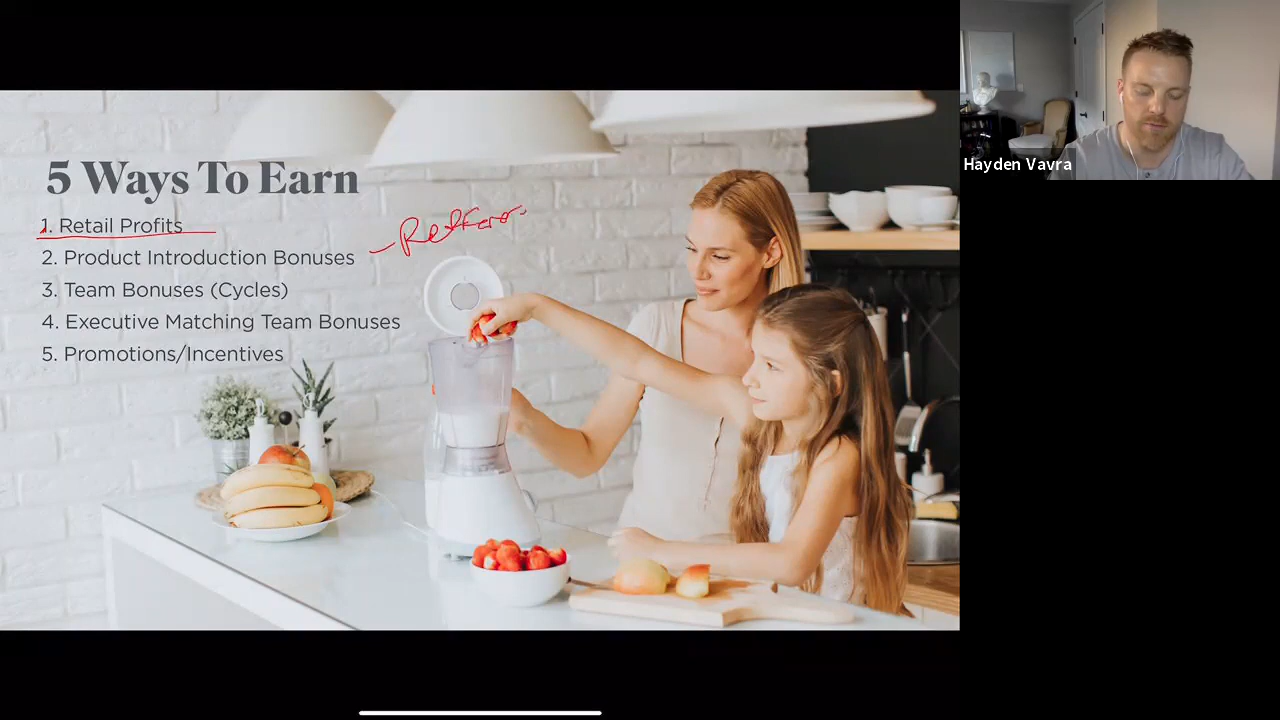 5 Ways To Earn
1. Retail Profits
2. Product Introduction Bonuses
3. Team Bonuses (Cycles)
4. Executive Matching Team Bonuses
5. Promotions/Incentives
Hayden Vavra